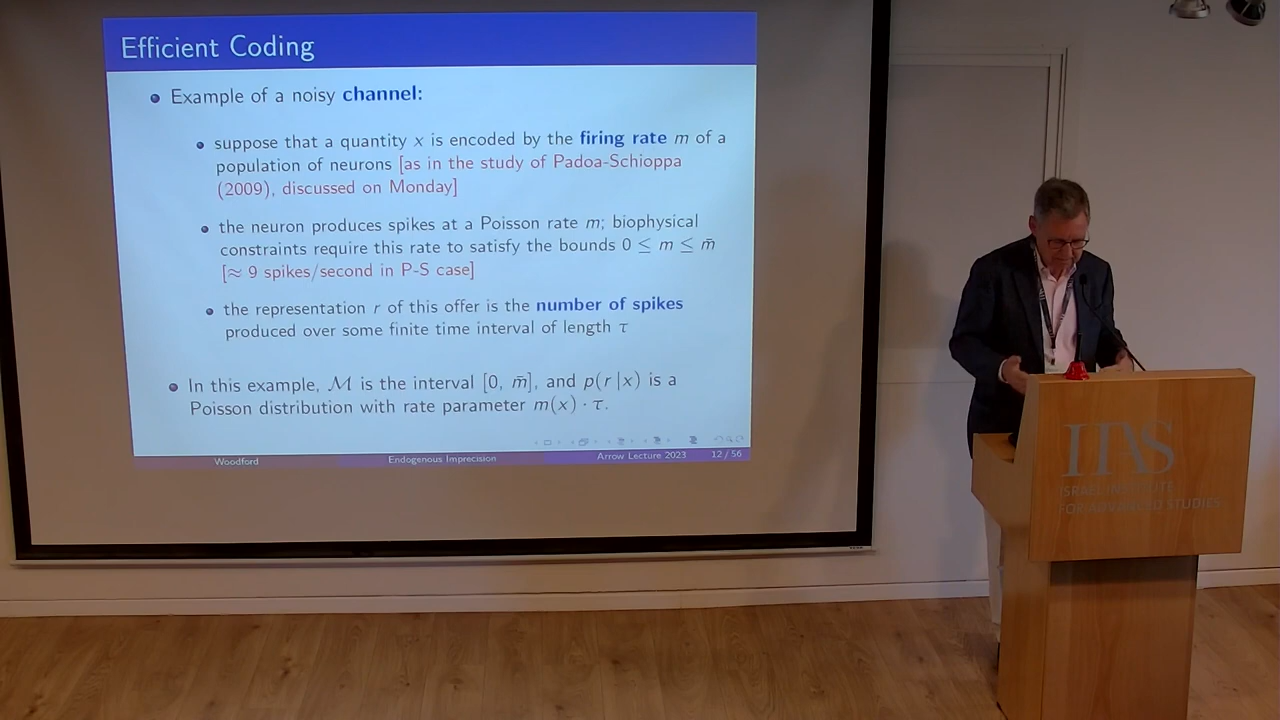 Efficient Coding
Example of a noisy channel:
suppose that a quantity x is encoded by the firing rate m of a
population of neurons [as in the study of Padoa-Schioppa
(2009), discussed on Monday]
the neuron produces spikes at a Poisson rate m; biophysical
constraints require this rate to satisfy the bounds 0 ≤ m ≤ m̄
[≈ 9 spikes/second in P-S case]
the representation r of this offer is the number of spikes
produced over some finite time interval of length τ
In this example, ℳ is the interval [0, m̄], and p(r|x) is a
Poisson distribution with rate parameter m(x) · τ.
Woodford
Endogenous Imprecision
Arrow Lecture 2023
12 / 56
IIAS
ISRAEL INSTITUTE
FOR ADVANCED STUDIES